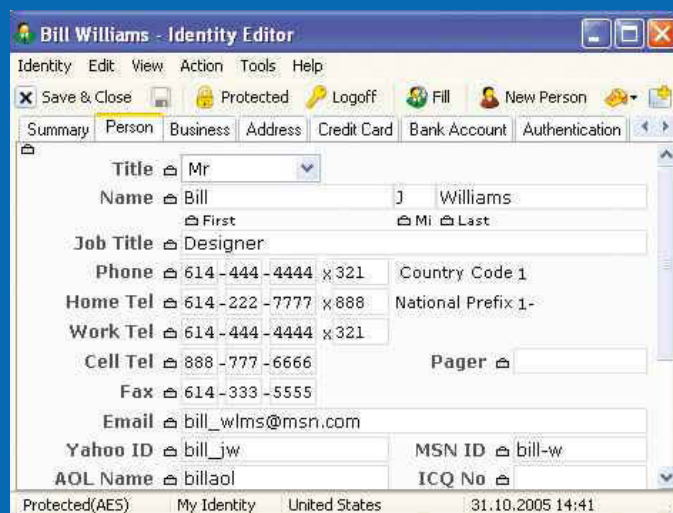 Bill Williams - Identity Editor
Identity Edit View Action Tools Help
Save & Close Protected Logoff Fill New Person
Summary Person Business Address Credit Card Bank Account Authentication
Title Mr
Name Bill J Williams
First Mi Last
Job Title Designer
Phone 614 - 444 - 4444 x 321 Country Code 1
Home Tel 614 - 222 - 7777 x 888 National Prefix 1-
Work Tel 614 - 444 - 4444 x 321
Cell Tel 888 - 777 - 6666 Pager
Fax 614 - 333 - 5555
Email bill_wlms@msn.com
Yahoo ID bill_jw MSN ID bill-w
AOL Name billaol ICQ No
Protected(AES) My Identity United States 31.10.2005 14:41